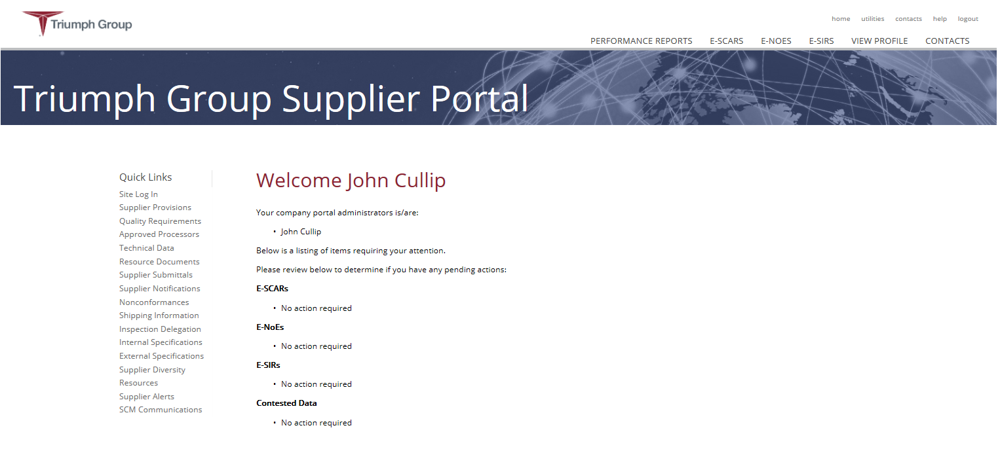 Triumph Group
home utilities contacts help logout
PERFORMANCE REPORTS E-SCARS E-NOES E-SIRS VIEW PROFILE CONTACTS
Triumph Group Supplier Portal
Quick Links
Site Log In
Supplier Provisions
Quality Requirements
Approved Processors
Technical Data
Resource Documents
Supplier Submittals
Supplier Notifications
Nonconformances
Shipping Information
Inspection Delegation
Internal Specifications
External Specifications
Supplier Diversity
Resources
Supplier Alerts
SCM Communications
Welcome John Cullip
Your company portal administrators is/are:
• John Cullip
Below is a listing of items requiring your attention.
Please review below to determine if you have any pending actions:
E-SCARs
• No action required
E-NoEs
• No action required
E-SIRs
• No action required
Contested Data
• No action required